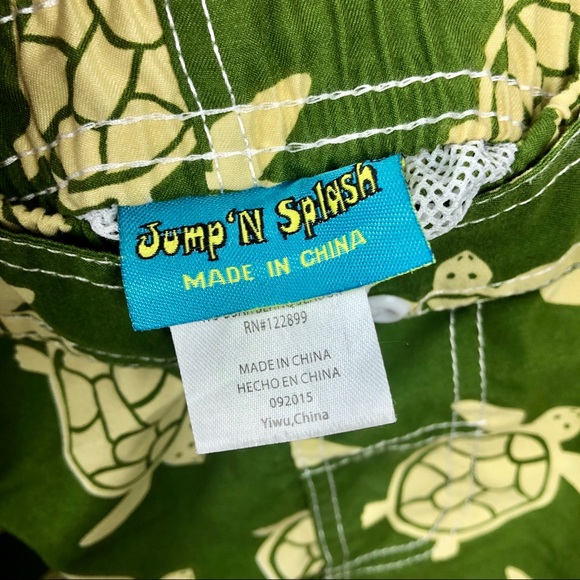 Jump'N Splash
MADE IN CHINA
RN#122899
MADE IN CHINA
HECHO EN CHINA
092015
Yiwu,China